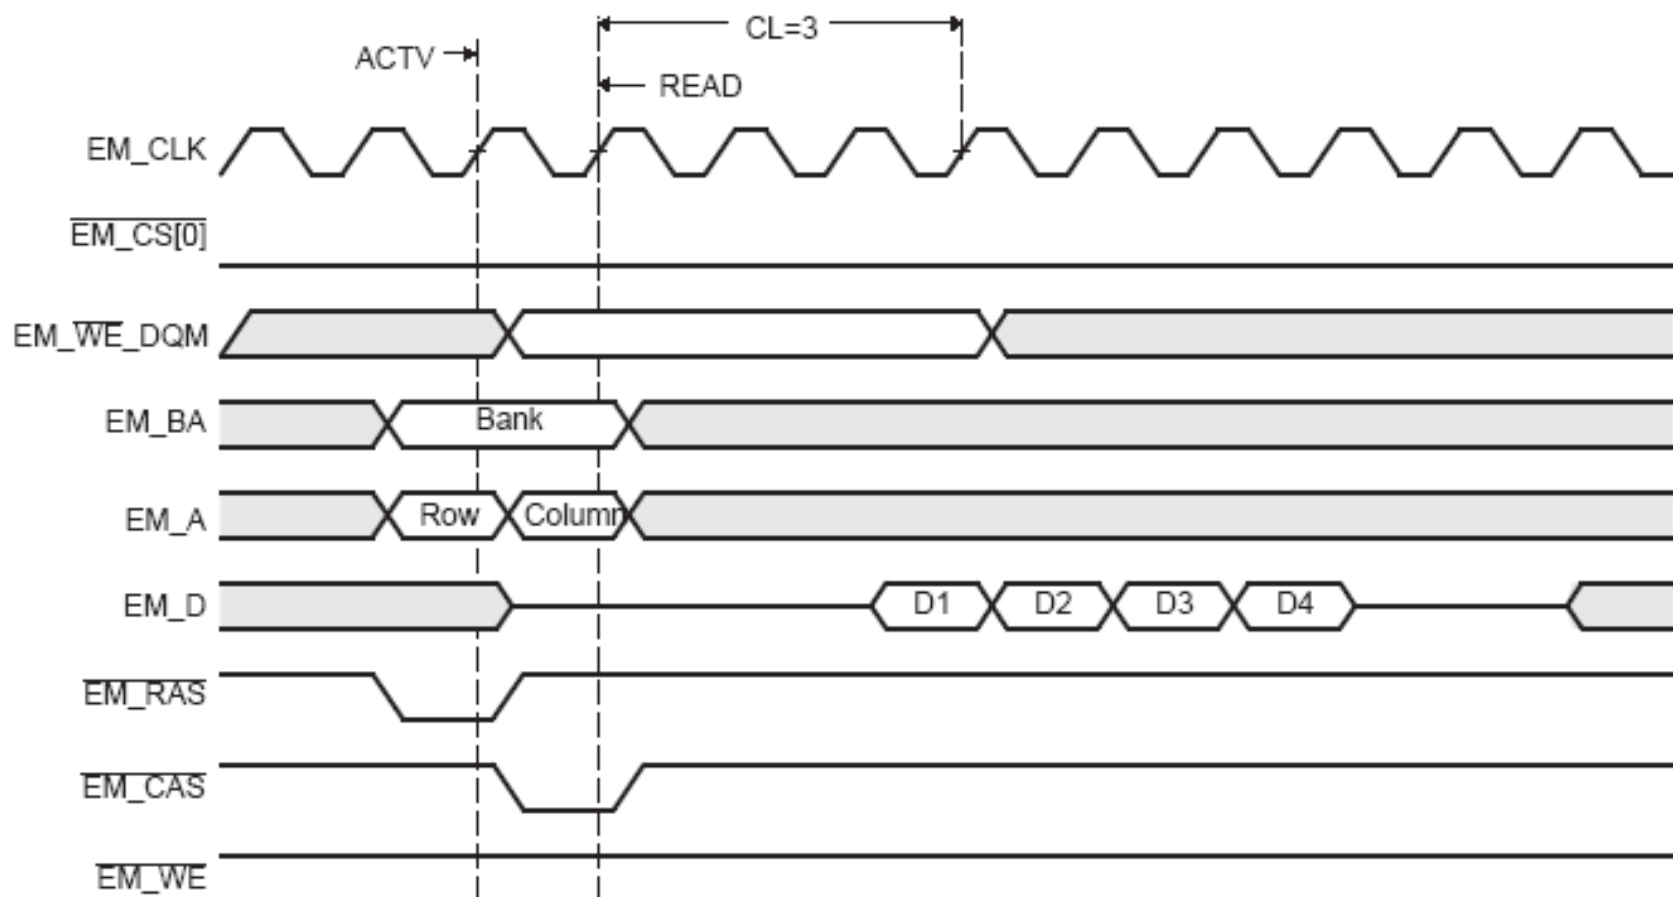 CL=3
ACTV
READ
EM_CLK
EM_CS[0]
EM_WE_DQM
EM_BA
Bank
EM_A
Row
Column
EM_D
D1
D2
D3
D4
EM_RAS
EM_CAS
EM_WE